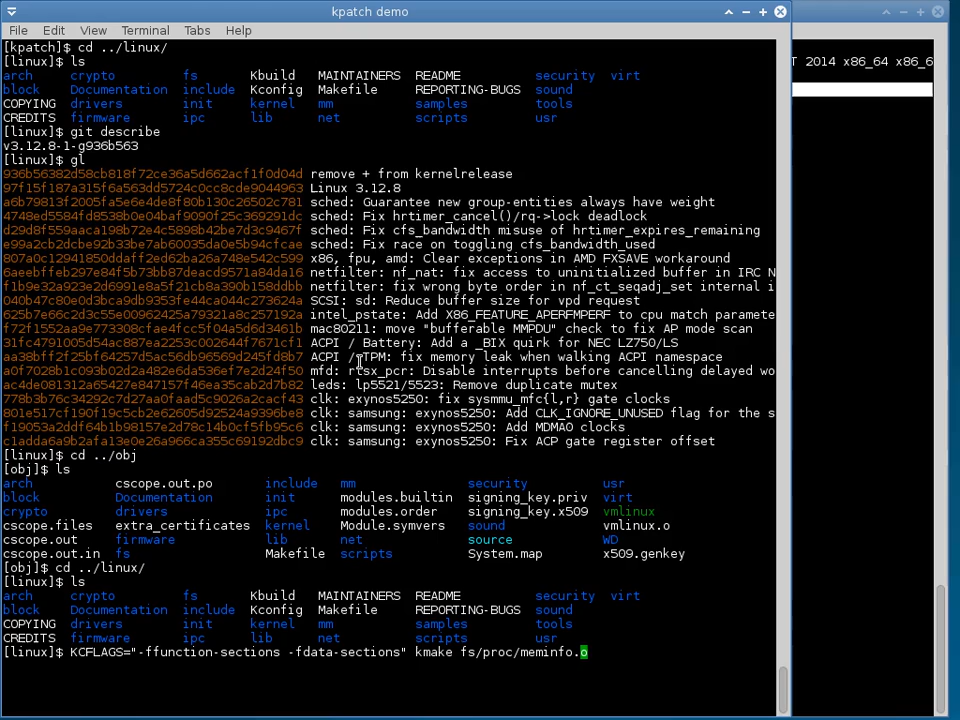 kpatch demo
File Edit View Terminal Tabs Help
[kpatch]$ cd ../linux/
T 2014 x86_64 x86_6
[linux]$ ls
arch crypto fs Kbuild MAINTAINERS README security virt
block Documentation include Kconfig Makefile REPORTING-BUGS sound
COPYING drivers init kernel mm samples tools
CREDITS firmware ipc lib net scripts usr
[linux]$ git describe
v3.12.8-1-g936b563
[linux]$ gl
936b56382d58cb818f72ce36a5d662acf1f0d04d remove + from kernelrelease
97f15f187a315f6a563dd5724c0cc8cde9044963 Linux 3.12.8
a6b79813f2005fa5e6e4de8f80b130c26502c781 sched: Guarantee new group-entities always have weight
4748ed5584fd8538b0e04baf9090f25c369291dc sched: Fix hrtimer_cancel()/rq->lock deadlock
d29d8f559aaca198b72e4c5898b42be7d3c9467f sched: Fix cfs_bandwidth misuse of hrtimer_expires_remaining
e99a2cb2dcbe92b33be7ab60035da0e5b94cfcae sched: Fix race on toggling cfs_bandwidth_used
807a0c12941850ddaff2ed62ba26a748e542c599 x86, fpu, amd: Clear exceptions in AMD FXSAVE workaround
6aeebffeb297e84f5b73bb87deacd9571a84da16 netfilter: nf_nat: fix access to uninitialized buffer in IRC N
f1b9e32a923e2d6991e8a5f21cb8a390b158ddbb netfilter: fix wrong byte order in nf_ct_seqadj_set internal i
040b47c80e0d3bca9db9353fe44ca044c273624a SCSI: sd: Reduce buffer size for vpd request
625b7e66c2d3c55e00962425a79321a8c257192a intel_pstate: Add X86_FEATURE_APERFMPERF to cpu match paramete
f72f1552aa9e773308cfae4fcc5f04a5d6d3461b mac80211: move "bufferable MMPDU" check to fix AP mode scan
31fc4791005d54ac887ea2253c002644f7671cf1 ACPI / Battery: Add a _BIX quirk for NEC LZ750/LS
aa38bff2f25bf64257d5ac56db96569d245fd8b7 ACPI / TPM: fix memory leak when walking ACPI namespace
a0f7028b1c093b02d2a482e6da536ef7e2d24f50 mfd: rtsx_pcr: Disable interrupts before cancelling delayed wo
ac4de081312a65427e847157f46ea35cab2d7b82 leds: lp5521/5523: Remove duplicate mutex
778b3b76c34292c7d27aa0faad5c9026a2cacf43 clk: exynos5250: fix sysmmu_mfc{l,r} gate clocks
801e517cf190f19c5cb2e62605d92524a9396be8 clk: samsung: exynos5250: Add CLK_IGNORE_UNUSED flag for the s
f19053a2ddf64b1b98157e2d78c14b0cf5fb95c6 clk: samsung: exynos5250: Add MDMA0 clocks
c1adda6a9b2afa13e0e26a966ca355c69192dbc9 clk: samsung: exynos5250: Fix ACP gate register offset
[linux]$ cd ../obj
[obj]$ ls
arch cscope.out.po include mm security usr
block Documentation init modules.builtin signing_key.priv virt
crypto drivers ipc modules.order signing_key.x509 vmlinux
cscope.files extra_certificates kernel Module.symvers sound vmlinux.o
cscope.out firmware lib net source WD
cscope.out.in fs Makefile scripts System.map x509.genkey
[obj]$ cd ../linux/
[linux]$ ls
arch crypto fs Kbuild MAINTAINERS README security virt
block Documentation include Kconfig Makefile REPORTING-BUGS sound
COPYING drivers init kernel mm samples tools
CREDITS firmware ipc lib net scripts usr
[linux]$ KCFLAGS="-ffunction-sections -fdata-sections" kmake fs/proc/meminfo.o